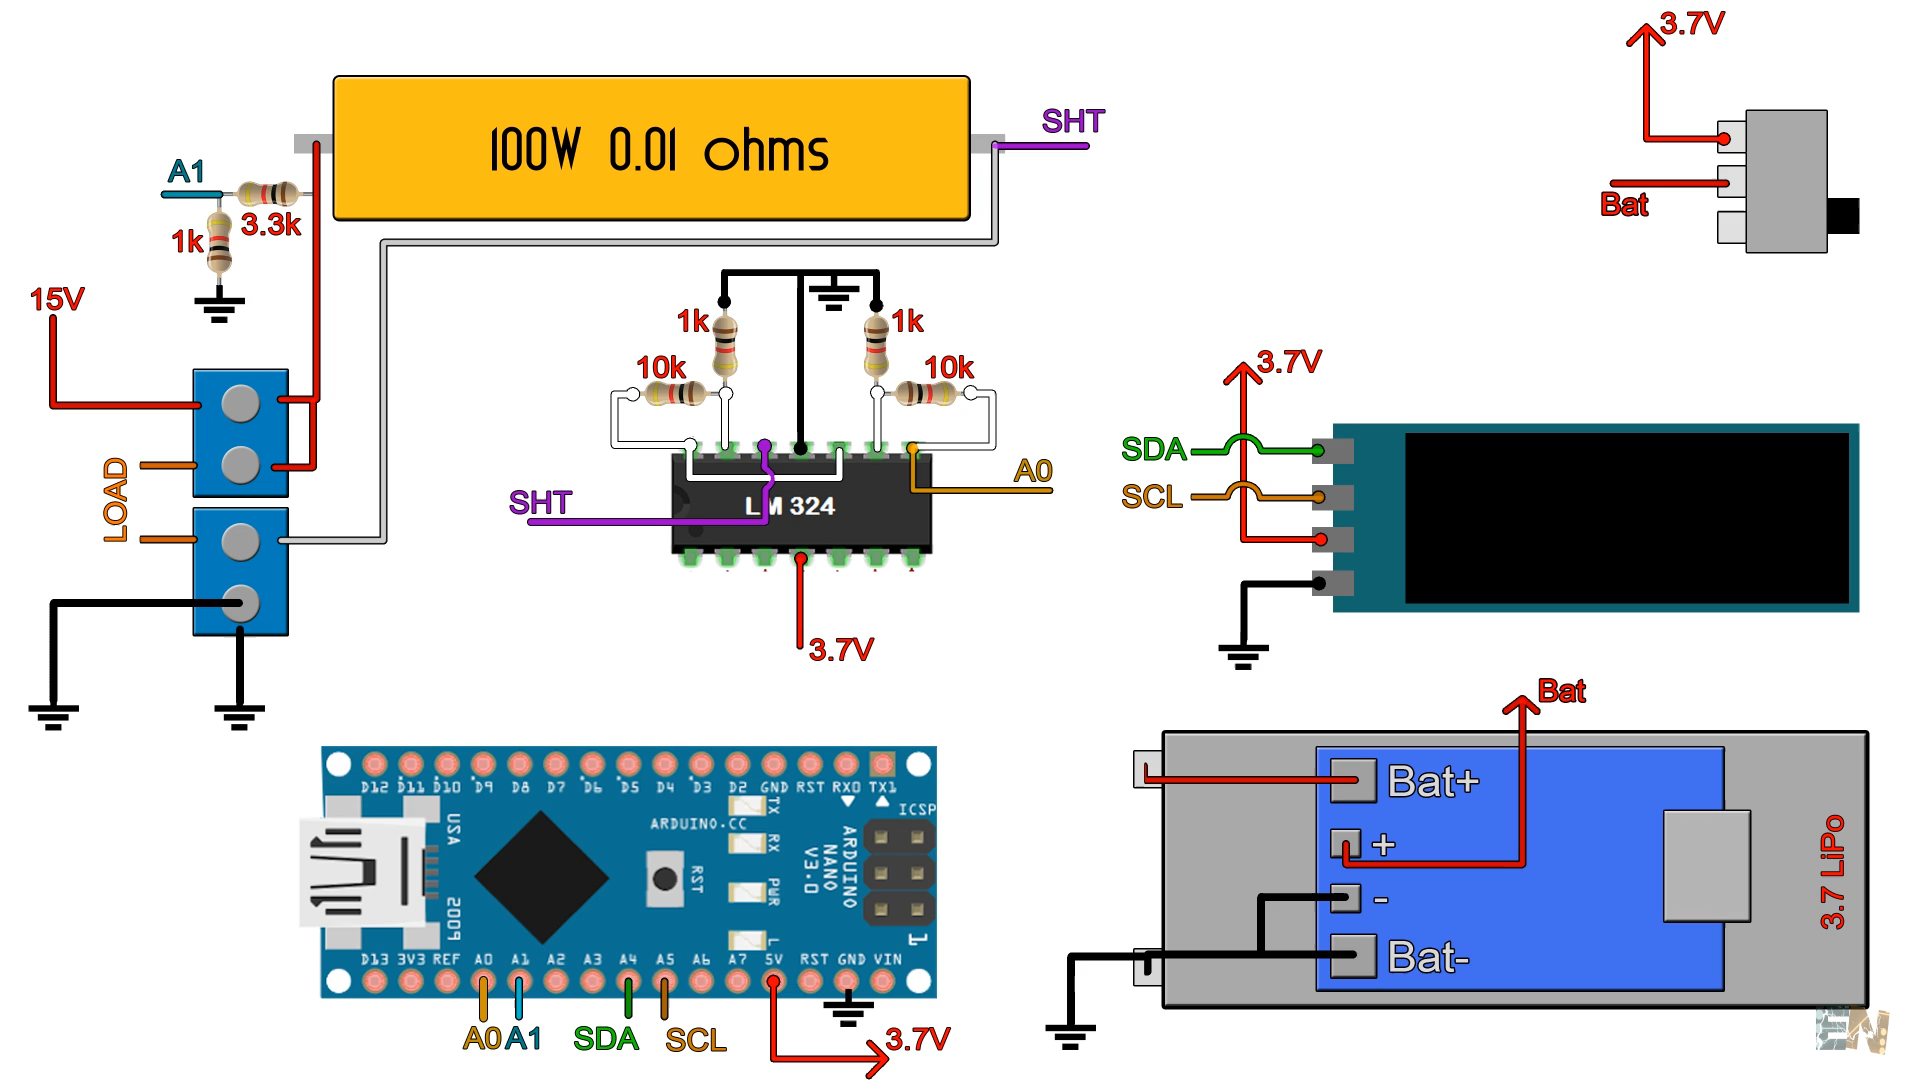 3.7V
Bat
100W 0.01 ohms
SHT
A1
3.3k
1k
15V
LOAD
1k
1k
10k
10k
LM 324
SHT
A0
3.7V
3.7V
SDA
SCL
D12 D11 D10 D9 D8 D7 D6 D5 D4 D3 D2 GND RST RX0 TX1
TX
RX
PWR
L
ICSP
1
ARDUINO.CC
ARDUINO
NANO
V3.0
RST
USA
2009
D13 3V3 REF A0 A1 A2 A3 A4 A5 A6 A7 5V RST GND VIN
A0 A1 SDA SCL
3.7V
Bat
Bat+
+
-
Bat-
3.7 LiPo
EN